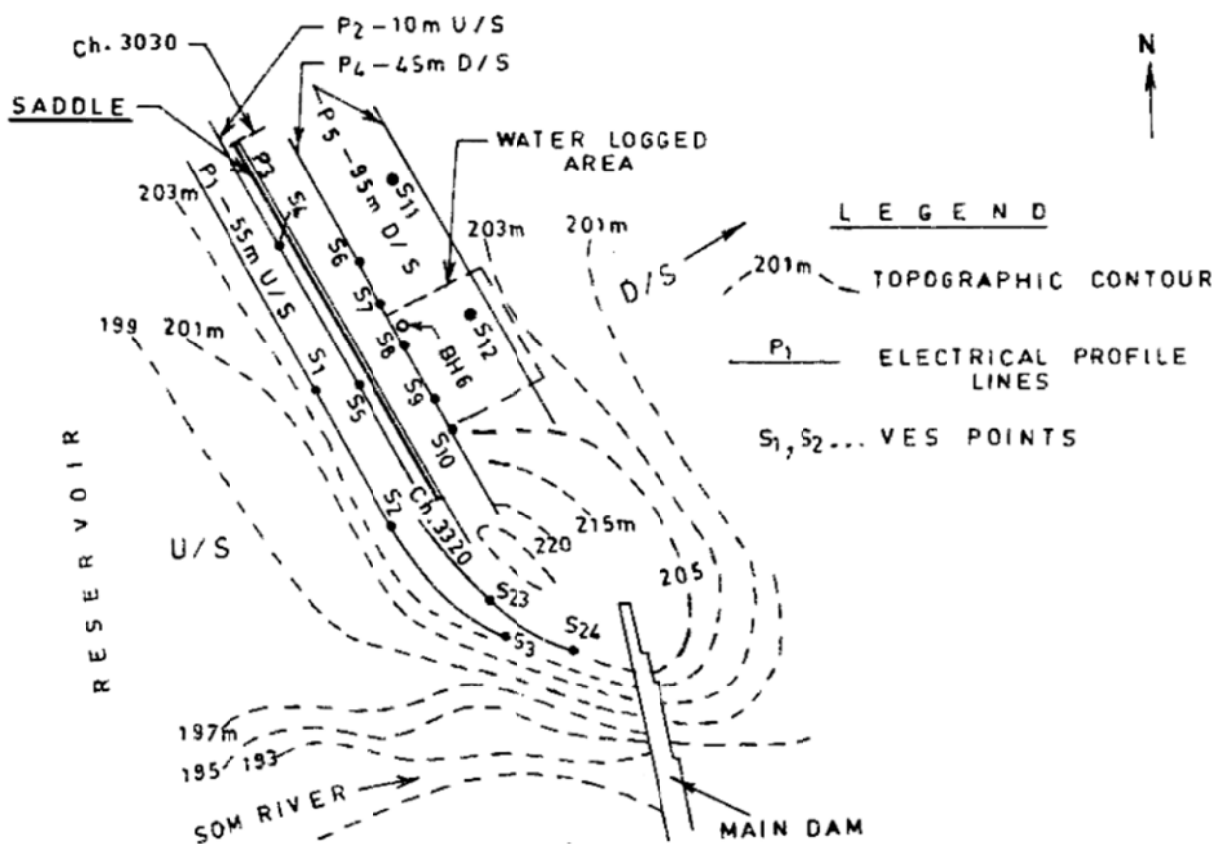 P2-10m U/S
Ch. 3030
P4-45m D/S
N
SADDLE
WATER LOGGED
AREA
P3
S4
P5-95m D/S
S11
203m
P1-55m U/S
S6
203m
201m
D/S
LEGEND
201m
TOPOGRAPHIC CONTOUR
S7
S12
199
201m
S8
BH6
P1
ELECTRICAL PROFILE
LINES
S1
S5
S9
S10
S1,S2... VES POINTS
RESERVOIR
S2
Ch.3320
215m
U/S
220
205
S23
S3
S24
197m
195
193
SOM RIVER
MAIN DAM